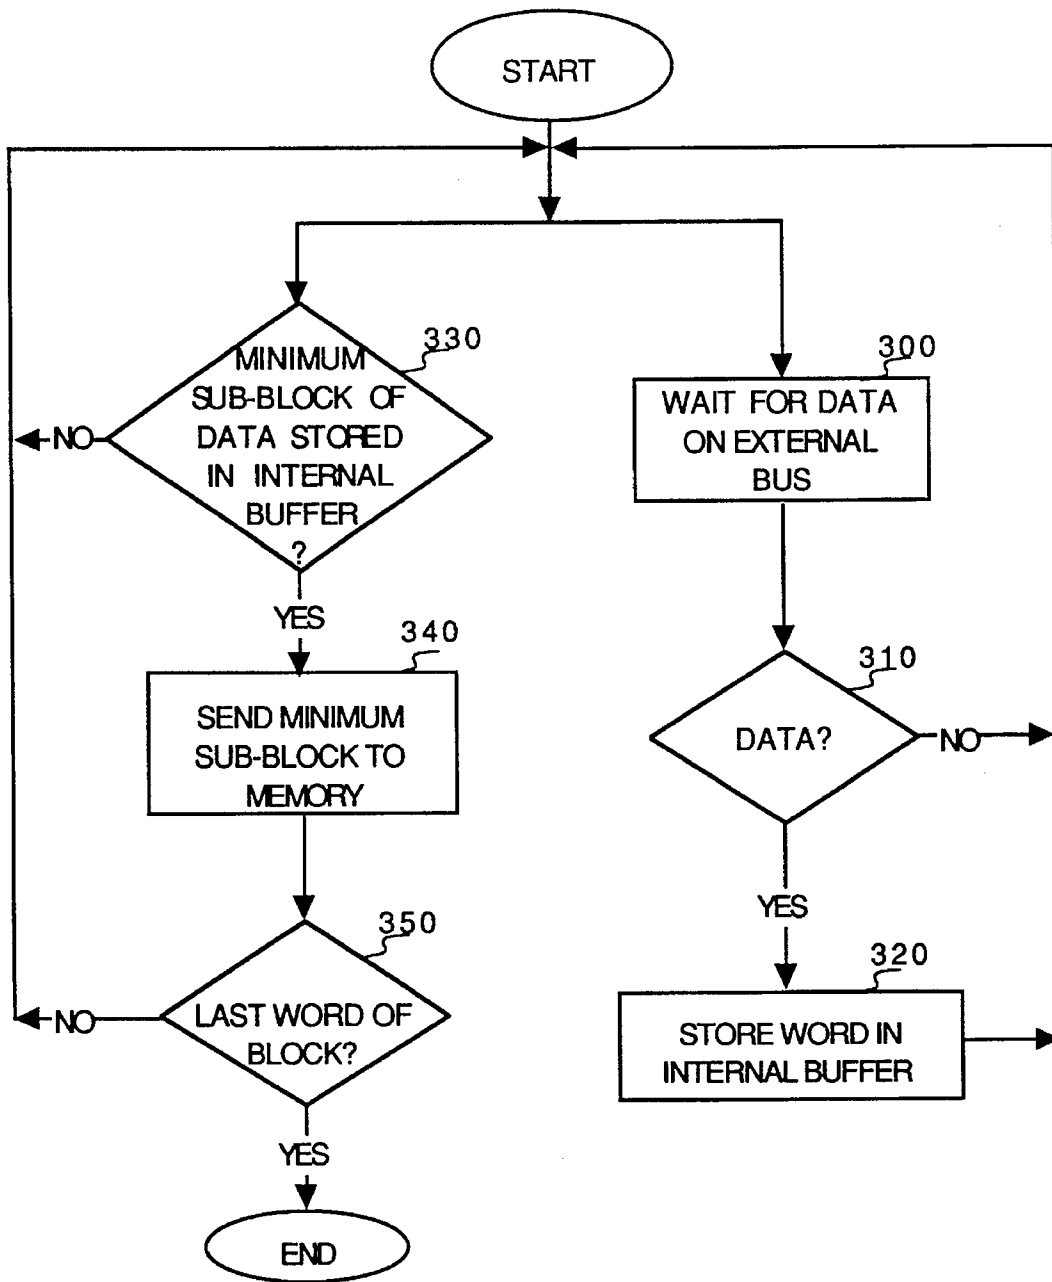 START
330
MINIMUM
SUB-BLOCK OF
DATA STORED
IN INTERNAL
BUFFER
?
NO
YES
340
SEND MINIMUM
SUB-BLOCK TO
MEMORY
350
LAST WORD OF
BLOCK?
NO
YES
END
300
WAIT FOR DATA
ON EXTERNAL
BUS
310
DATA?
NO
YES
320
STORE WORD IN
INTERNAL BUFFER